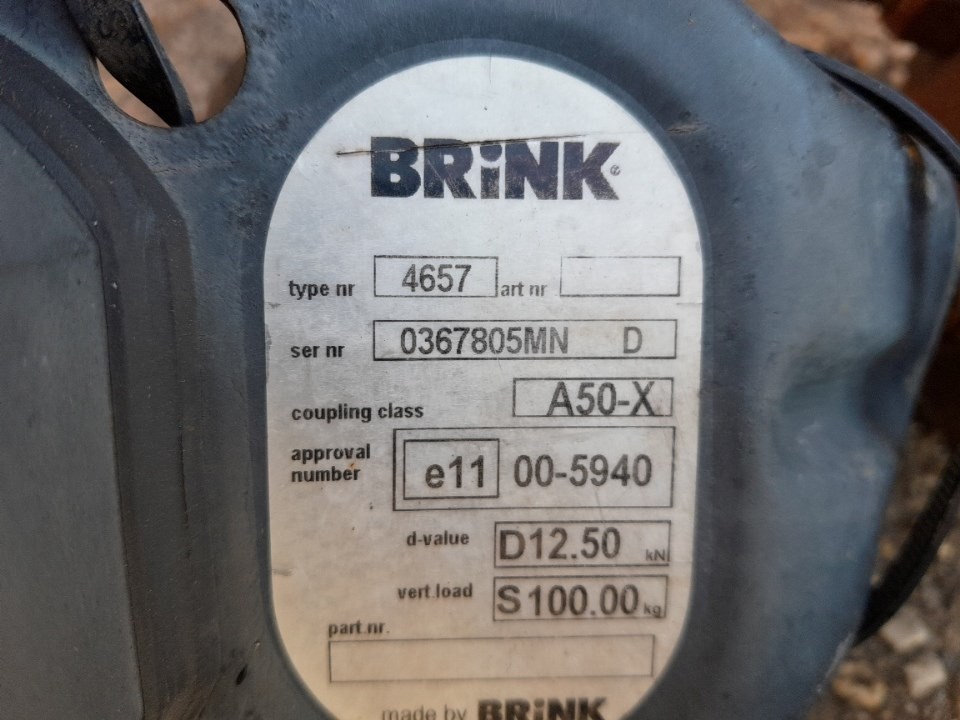 BRiNK®
type nr 4657 art nr
ser nr 0367805MN D
coupling class A50-X
approval
number e11 00-5940
d-value D12.50 kN
vert.load S100.00 kg
part.nr.
made by BRiNK